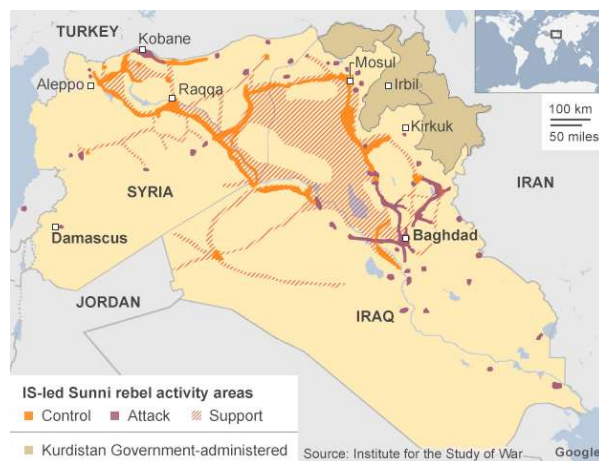 TURKEY
Kobane
Mosul
Aleppo
Raqqa
Irbil
100 km
50 miles
Kirkuk
SYRIA
IRAN
Damascus
Baghdad
JORDAN
IRAQ
IS-led Sunni rebel activity areas
Control Attack Support
Kurdistan Government-administered
Source: Institute for the Study of War Google